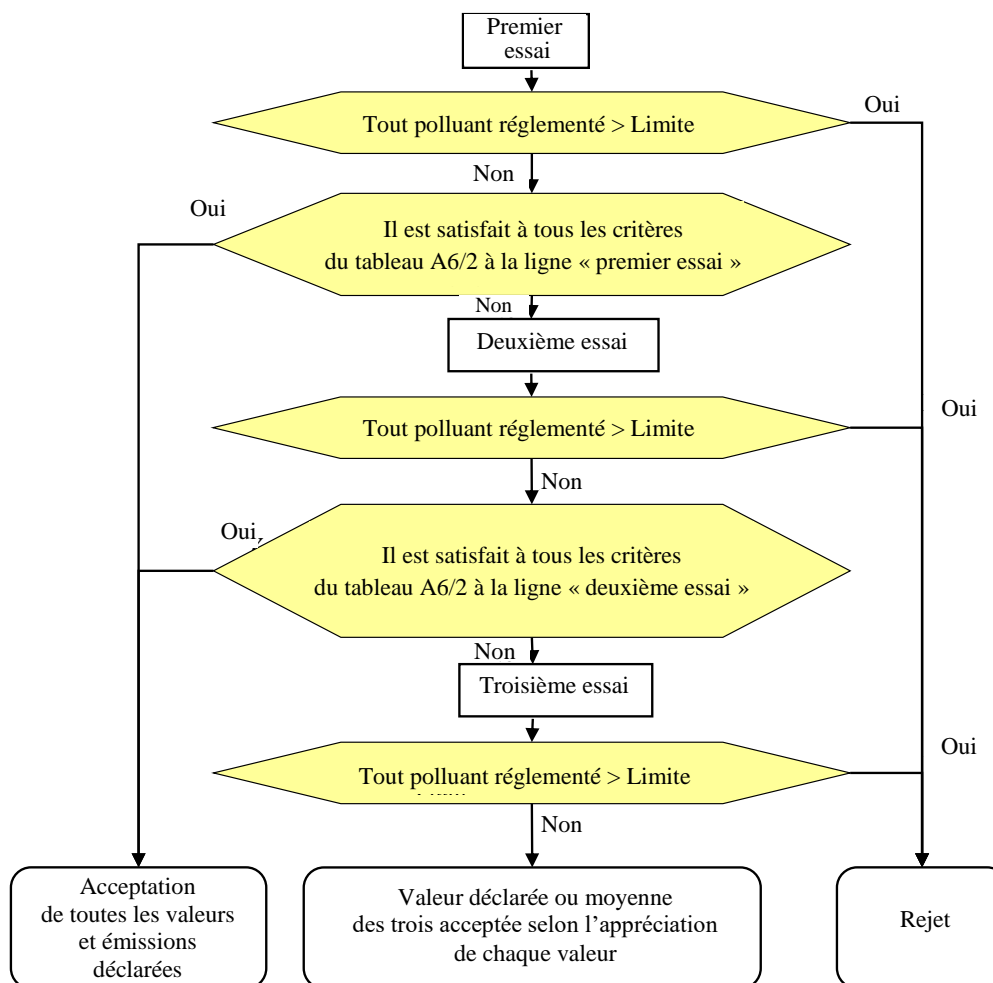 Premier
essai
Oui
Tout polluant réglementé > Limite
Non
Oui
Il est satisfait à tous les critères
du tableau A6/2 à la ligne « premier essai »
Non
Deuxième essai
Oui
Tout polluant réglementé > Limite
Non
Oui
Il est satisfait à tous les critères
du tableau A6/2 à la ligne « deuxième essai »
Non
Troisième essai
Oui
Tout polluant réglementé > Limite
Non
Acceptation
de toutes les valeurs
et émissions
déclarées
Valeur déclarée ou moyenne
des trois acceptée selon l’appréciation
de chaque valeur
Rejet